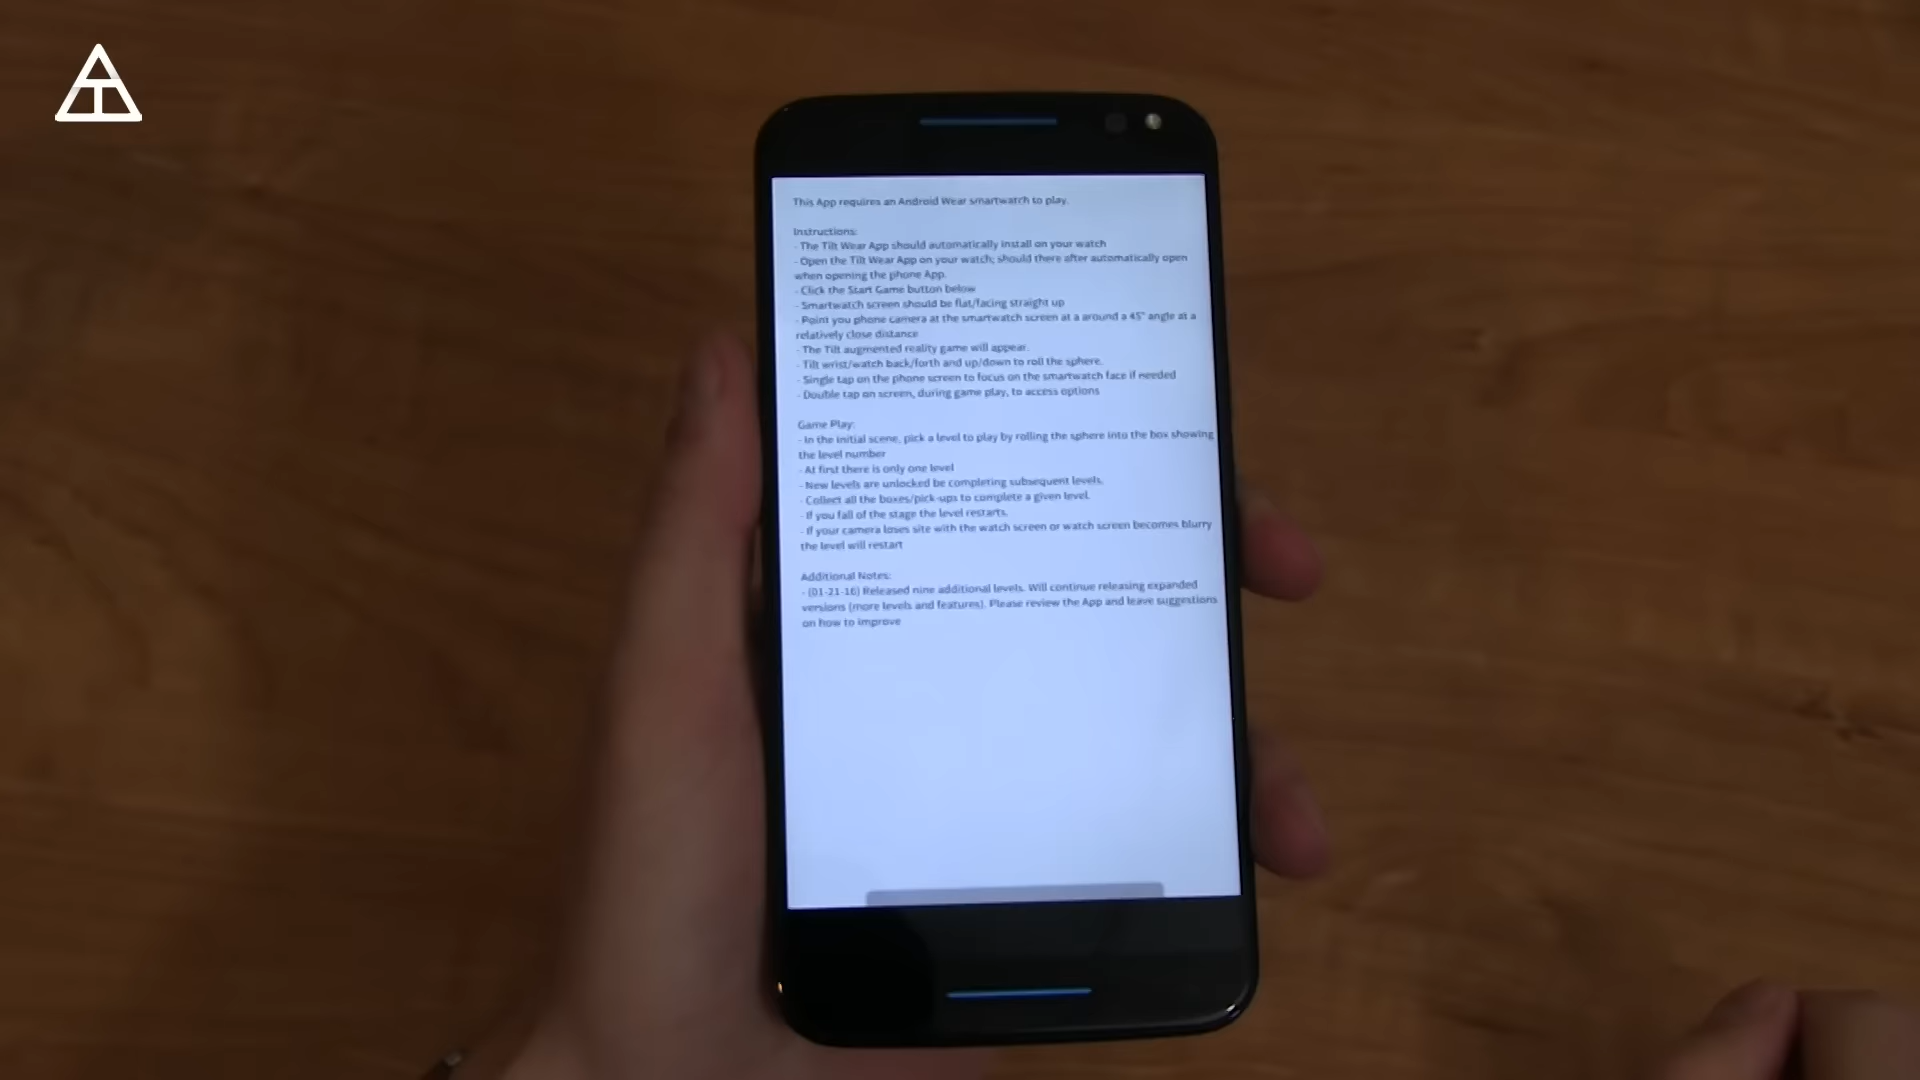 This App requires an Android Wear smartwatch to play.
Instructions:
- The Tilt Wear App should automatically install on your watch
- Open the Tilt Wear App on your watch; should there after automatically open
when opening the phone App.
- Click the Start Game button below
- Smartwatch screen should be flat/facing straight up
- Point you phone camera at the smartwatch screen at a around a 45° angle at a
relatively close distance
- The Tilt augmented reality game will appear.
- Tilt wrist/watch back/forth and up/down to roll the sphere.
- Single tap on the phone screen to focus on the smartwatch face if needed
- Double tap on screen, during game play, to access options
Game Play:
- In the initial scene, pick a level to play by rolling the sphere into the box showing
the level number
- At first there is only one level
- New levels are unlocked be completing subsequent levels.
- Collect all the boxes/pick-ups to complete a given level.
- If you fall of the stage the level restarts.
- If your camera loses site with the watch screen or watch screen becomes blurry
the level will restart
Additional Notes:
- (01-21-16) Released nine additional levels. Will continue releasing expanded
versions (more levels and features). Please review the App and leave suggestions
on how to improve